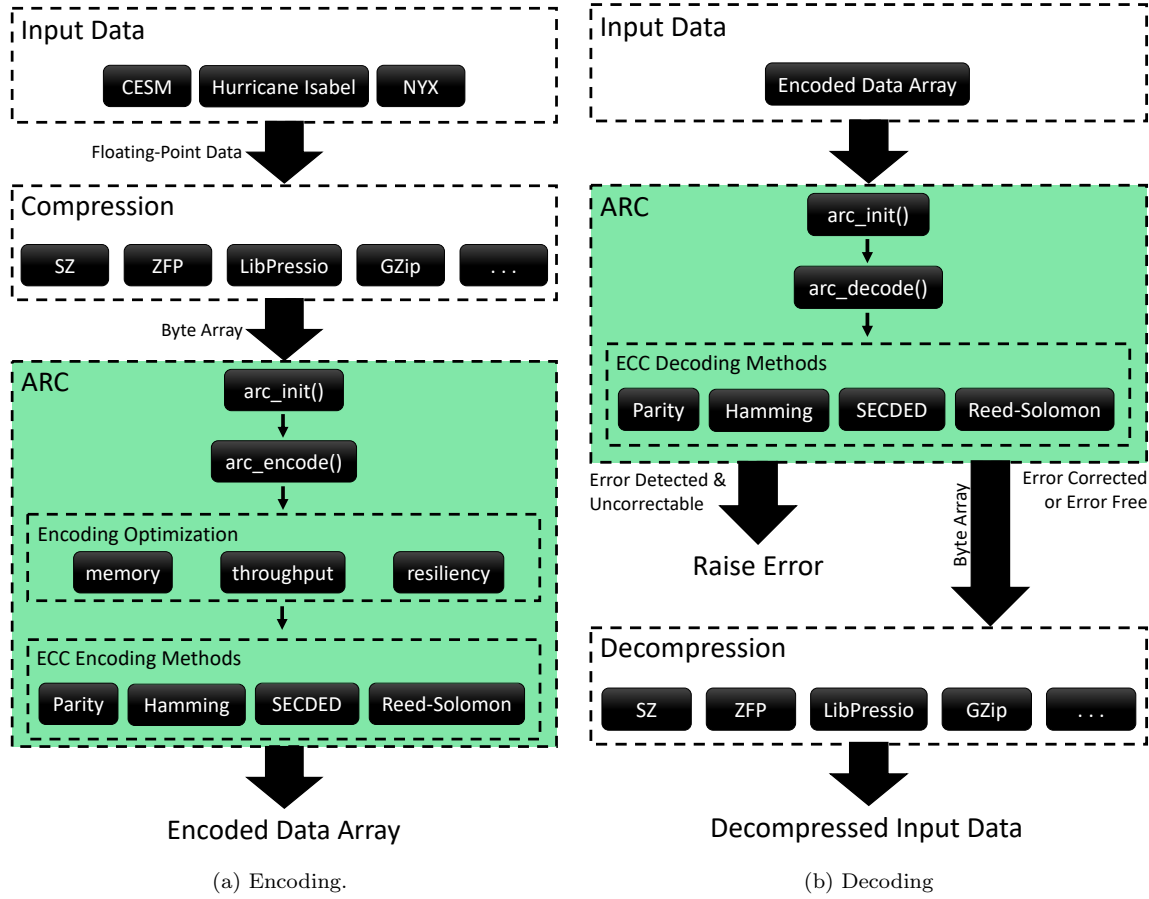 Input Data
CESM
Hurricane Isabel
NYX
Floating-Point Data
Compression
SZ
ZFP
LibPressio
GZip
. . .
Byte Array
ARC
arc_init()
arc_encode()
Encoding Optimization
memory
throughput
resiliency
ECC Encoding Methods
Parity
Hamming
SECDED
Reed-Solomon
Encoded Data Array
(a) Encoding.
Input Data
Encoded Data Array
ARC
arc_init()
arc_decode()
ECC Decoding Methods
Parity
Hamming
SECDED
Reed-Solomon
Error Detected &
Uncorrectable
Raise Error
Byte Array
Error Corrected
or Error Free
Decompression
SZ
ZFP
LibPressio
GZip
. . .
Decompressed Input Data
(b) Decoding